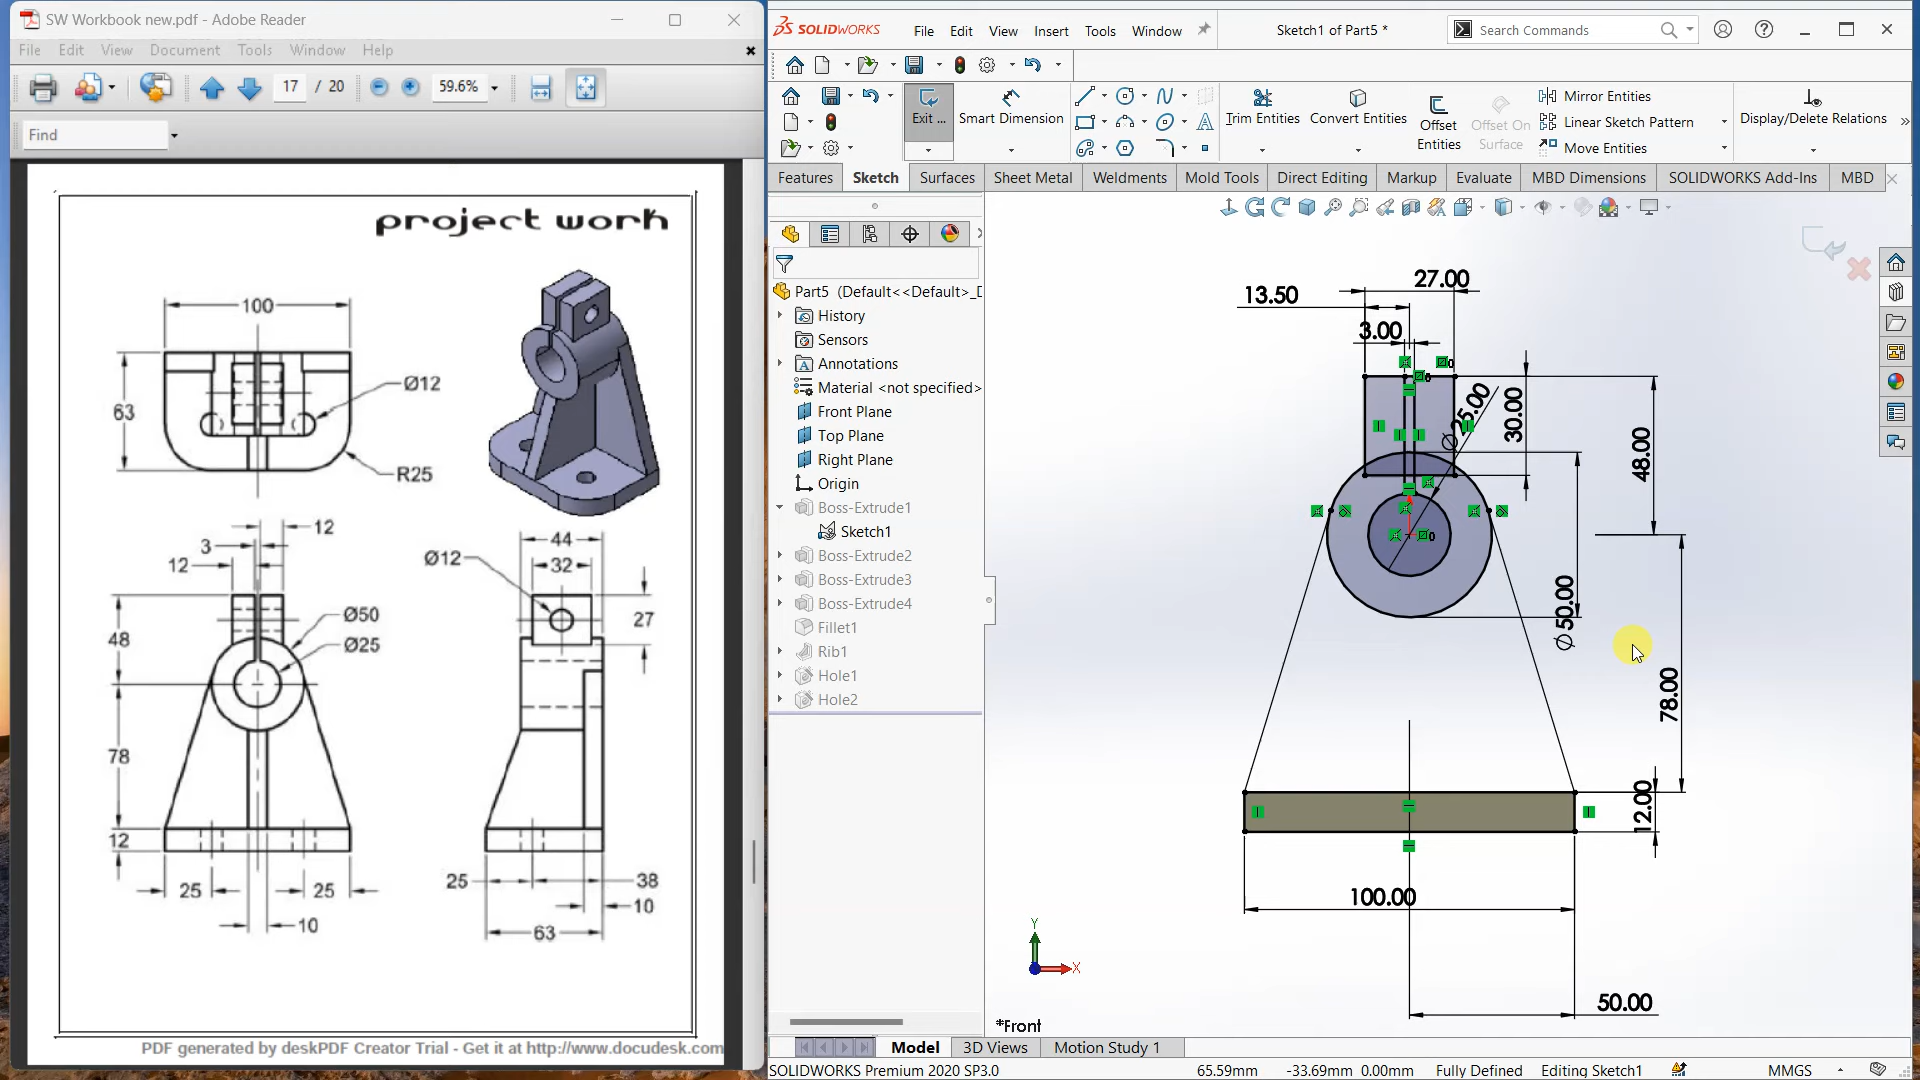 SW Workbook new.pdf - Adobe Reader
File Edit View Document Tools Window Help
17 / 20 59.6%
Find
project work
100
63
Ø12
R25
12
3
12
48
Ø50
Ø25
78
12
25 25
10
44
Ø12
32
27
25 38
10
63
PDF generated by deskPDF Creator Trial - Get it at http://www.docudesk.com
SOLIDWORKS File Edit View Insert Tools Window Sketch1 of Part5 * Search Commands
Exit ... Smart Dimension Trim Entities Convert Entities Offset Entities Offset On Surface Mirror Entities Linear Sketch Pattern Move Entities Display/Delete Relations
Features Sketch Surfaces Sheet Metal Weldments Mold Tools Direct Editing Markup Evaluate MBD Dimensions SOLIDWORKS Add-Ins MBD
Part5 (Default<<Default>_D
History
Sensors
Annotations
Material <not specified>
Front Plane
Top Plane
Right Plane
Origin
Boss-Extrude1
Sketch1
Boss-Extrude2
Boss-Extrude3
Boss-Extrude4
Fillet1
Rib1
Hole1
Hole2
27.00
13.50
3.00
Ø25.00
30.00
48.00
Ø50.00
78.00
12.00
100.00
50.00
Y
X
*Front
Model 3D Views Motion Study 1
SOLIDWORKS Premium 2020 SP3.0 65.59mm -33.69mm 0.00mm Fully Defined Editing Sketch1 MMGS